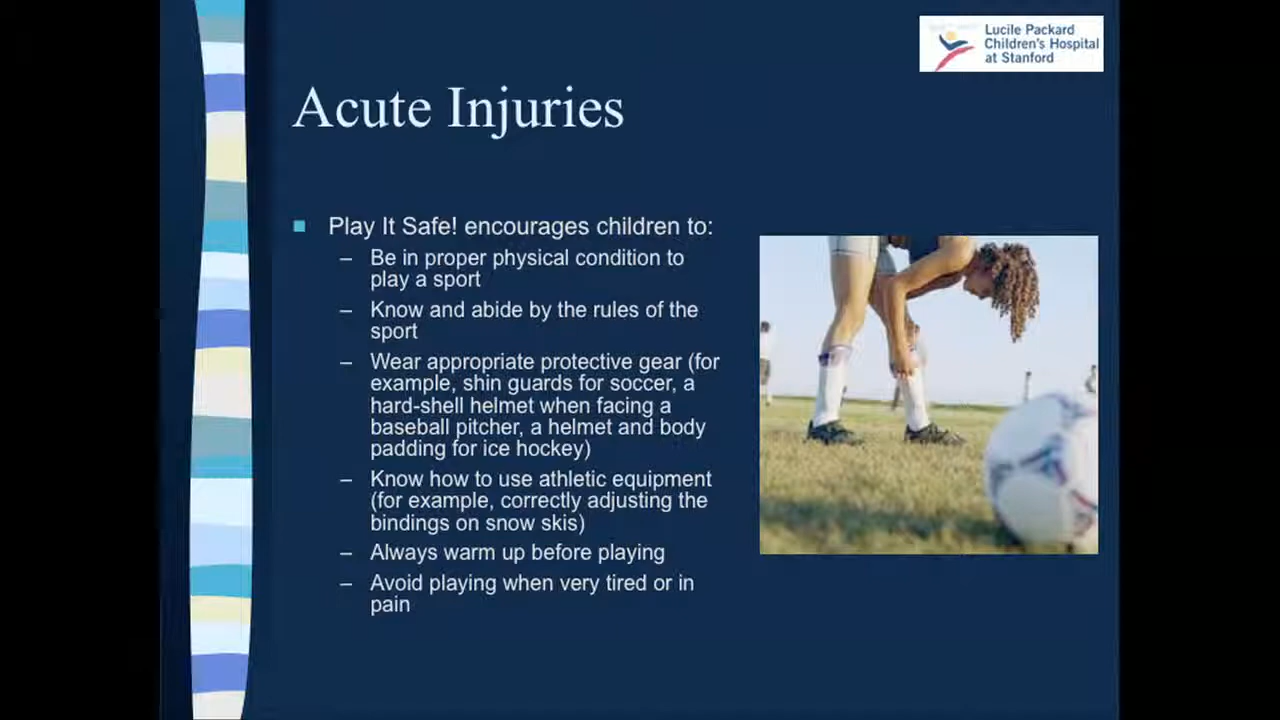 Lucile Packard
Children's Hospital
at Stanford
Acute Injuries
Play It Safe! encourages children to:
– Be in proper physical condition to
play a sport
– Know and abide by the rules of the
sport
– Wear appropriate protective gear (for
example, shin guards for soccer, a
hard-shell helmet when facing a
baseball pitcher, a helmet and body
padding for ice hockey)
– Know how to use athletic equipment
(for example, correctly adjusting the
bindings on snow skis)
– Always warm up before playing
– Avoid playing when very tired or in
pain